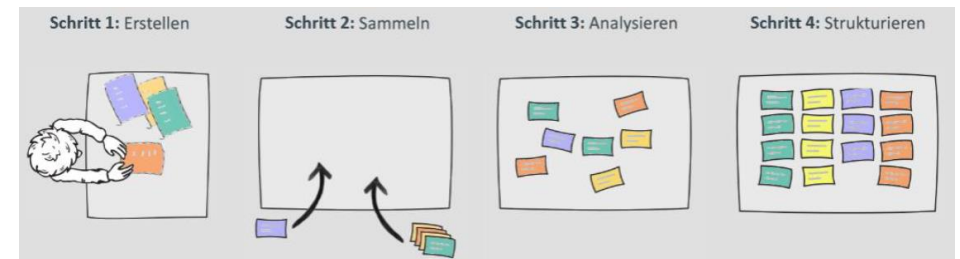 Schritt 1: Erstellen
Schritt 2: Sammeln
Schritt 3: Analysieren
Schritt 4: Strukturieren